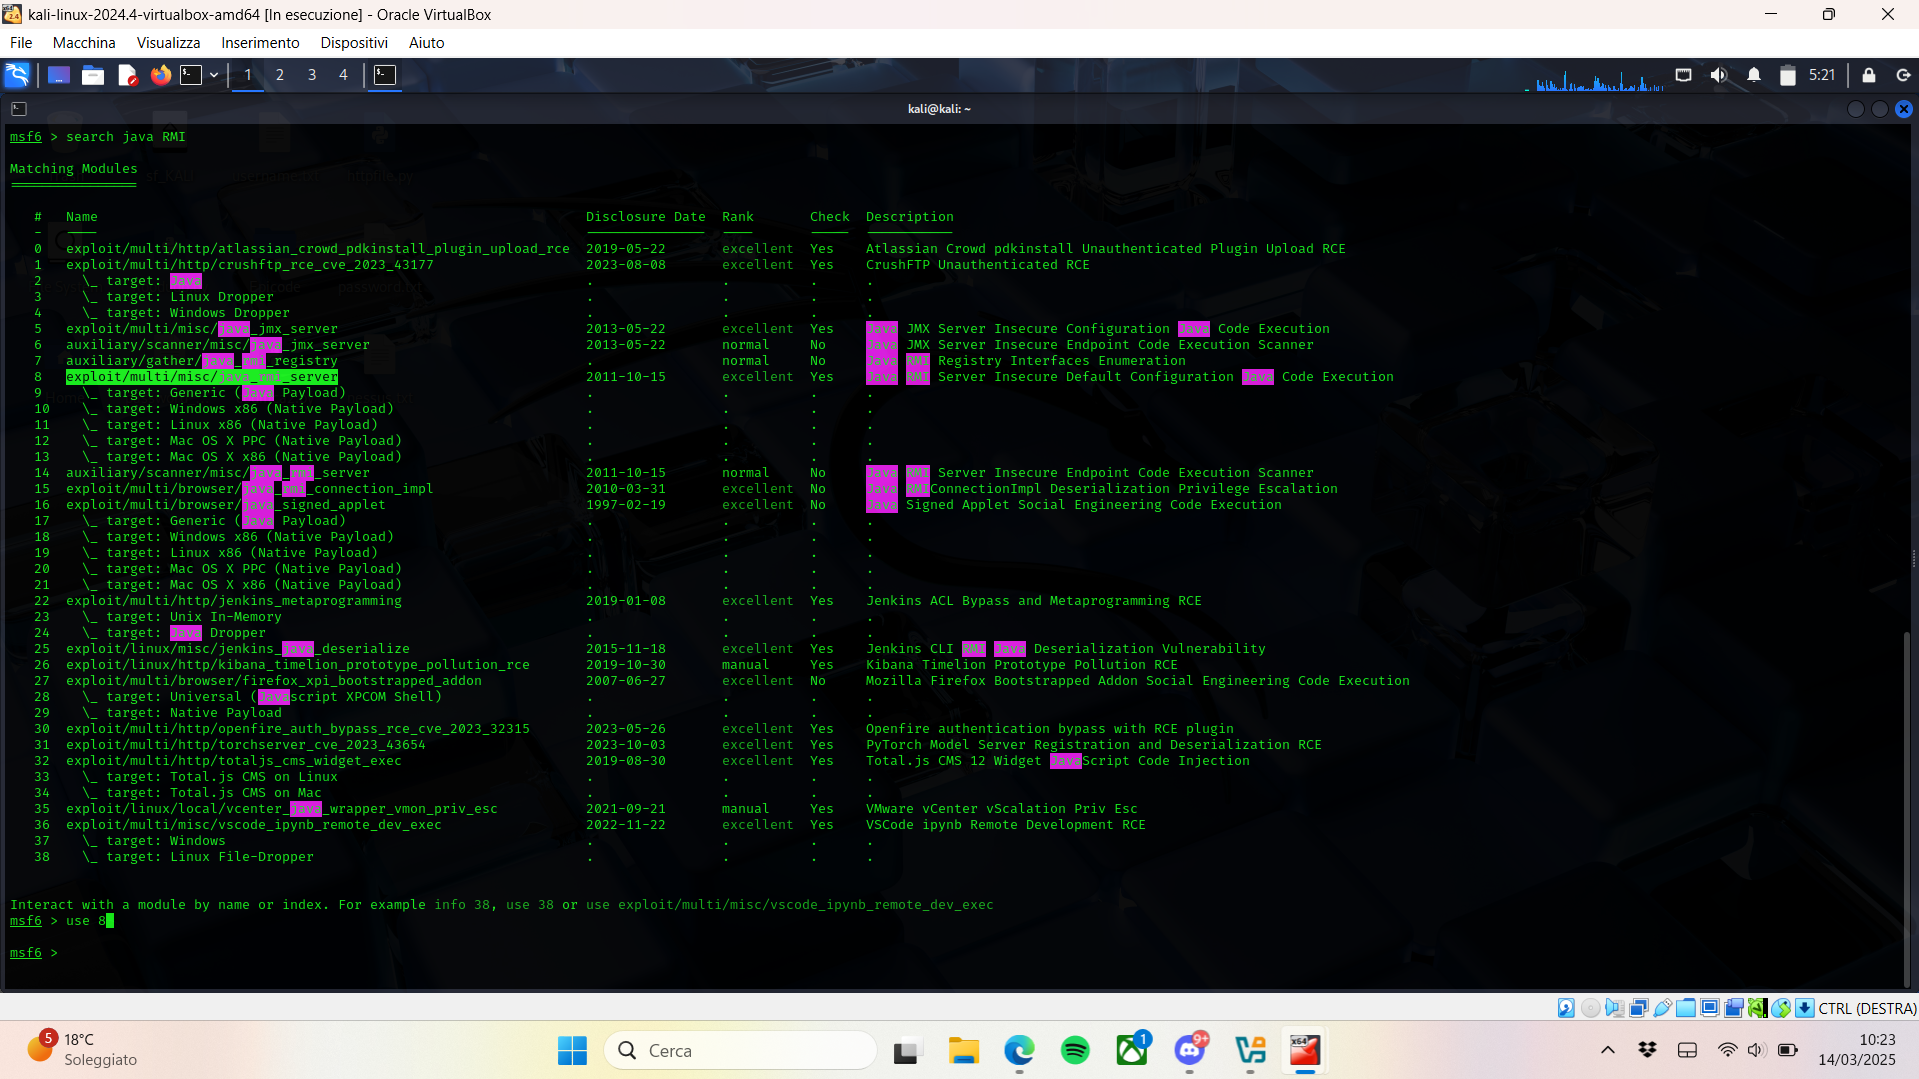 kali-linux-2024.4-virtualbox-amd64 [In esecuzione] - Oracle VirtualBox
File Macchina Visualizza Inserimento Dispositivi Aiuto
1 2 3 4 5:21
kali@kali: ~
msf6 > search java RMI
Matching Modules
# Name Disclosure Date Rank Check Description
0 exploit/multi/http/atlassian_crowd_pdkinstall_plugin_upload_rce 2019-05-22 excellent Yes Atlassian Crowd pdkinstall Unauthenticated Plugin Upload RCE
1 exploit/multi/http/crushftp_rce_cve_2023_43177 2023-08-08 excellent Yes CrushFTP Unauthenticated RCE
2 \_ target: Java . . . .
3 \_ target: Linux Dropper . . . .
4 \_ target: Windows Dropper . . . .
5 exploit/multi/misc/java_jmx_server 2013-05-22 excellent Yes Java JMX Server Insecure Configuration Java Code Execution
6 auxiliary/scanner/misc/java_jmx_server 2013-05-22 normal No Java JMX Server Insecure Endpoint Code Execution Scanner
7 auxiliary/gather/java_rmi_registry . normal No Java RMI Registry Interfaces Enumeration
8 exploit/multi/misc/java_rmi_server 2011-10-15 excellent Yes Java RMI Server Insecure Default Configuration Java Code Execution
9 \_ target: Generic (Java Payload) . . . .
10 \_ target: Windows x86 (Native Payload) . . . .
11 \_ target: Linux x86 (Native Payload) . . . .
12 \_ target: Mac OS X PPC (Native Payload) . . . .
13 \_ target: Mac OS X x86 (Native Payload) . . . .
14 auxiliary/scanner/misc/java_rmi_server 2011-10-15 normal No Java RMI Server Insecure Endpoint Code Execution Scanner
15 exploit/multi/browser/java_rmi_connection_impl 2010-03-31 excellent No Java RMIConnectionImpl Deserialization Privilege Escalation
16 exploit/multi/browser/java_signed_applet 1997-02-19 excellent No Java Signed Applet Social Engineering Code Execution
17 \_ target: Generic (Java Payload) . . . .
18 \_ target: Windows x86 (Native Payload) . . . .
19 \_ target: Linux x86 (Native Payload) . . . .
20 \_ target: Mac OS X PPC (Native Payload) . . . .
21 \_ target: Mac OS X x86 (Native Payload) . . . .
22 exploit/multi/http/jenkins_metaprogramming 2019-01-08 excellent Yes Jenkins ACL Bypass and Metaprogramming RCE
23 \_ target: Unix In-Memory . . . .
24 \_ target: Java Dropper . . . .
25 exploit/linux/misc/jenkins_java_deserialize 2015-11-18 excellent Yes Jenkins CLI RMI Java Deserialization Vulnerability
26 exploit/linux/http/kibana_timelion_prototype_pollution_rce 2019-10-30 manual Yes Kibana Timelion Prototype Pollution RCE
27 exploit/multi/browser/firefox_xpi_bootstrapped_addon 2007-06-27 excellent No Mozilla Firefox Bootstrapped Addon Social Engineering Code Execution
28 \_ target: Universal (Javascript XPCOM Shell) . . . .
29 \_ target: Native Payload . . . .
30 exploit/multi/http/openfire_auth_bypass_rce_cve_2023_32315 2023-05-26 excellent Yes Openfire authentication bypass with RCE plugin
31 exploit/multi/http/torchserver_cve_2023_43654 2023-10-03 excellent Yes PyTorch Model Server Registration and Deserialization RCE
32 exploit/multi/http/totaljs_cms_widget_exec 2019-08-30 excellent Yes Total.js CMS 12 Widget JavaScript Code Injection
33 \_ target: Total.js CMS on Linux . . . .
34 \_ target: Total.js CMS on Mac . . . .
35 exploit/linux/local/vcenter_java_wrapper_vmon_priv_esc 2021-09-21 manual Yes VMware vCenter vScalation Priv Esc
36 exploit/multi/misc/vscode_ipynb_remote_dev_exec 2022-11-22 excellent Yes VSCode ipynb Remote Development RCE
37 \_ target: Windows . . . .
38 \_ target: Linux File-Dropper . . . .
Interact with a module by name or index. For example info 38, use 38 or use exploit/multi/misc/vscode_ipynb_remote_dev_exec
msf6 > use 8
msf6 >
CTRL (DESTRA)
5 18°C
Soleggiato
Cerca
1
9+
x64
10:23
14/03/2025